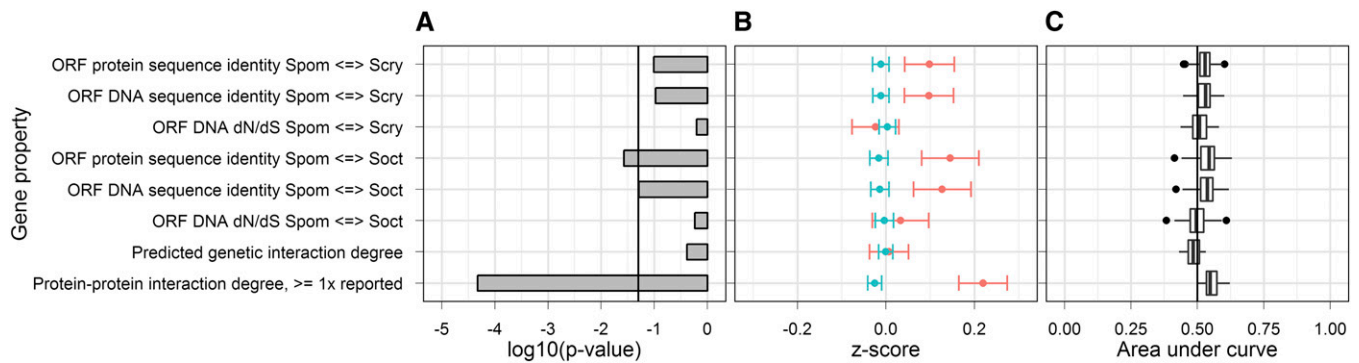 A
B
C
Gene property
ORF protein sequence identity Spom <=> Scry
ORF DNA sequence identity Spom <=> Scry
ORF DNA dN/dS Spom <=> Scry
ORF protein sequence identity Spom <=> Soct
ORF DNA sequence identity Spom <=> Soct
ORF DNA dN/dS Spom <=> Soct
Predicted genetic interaction degree
Protein-protein interaction degree, >= 1x reported
-5 -4 -3 -2 -1 0
log10(p-value)
-0.2 0.0 0.2
z-score
0.00 0.25 0.50 0.75 1.00
Area under curve